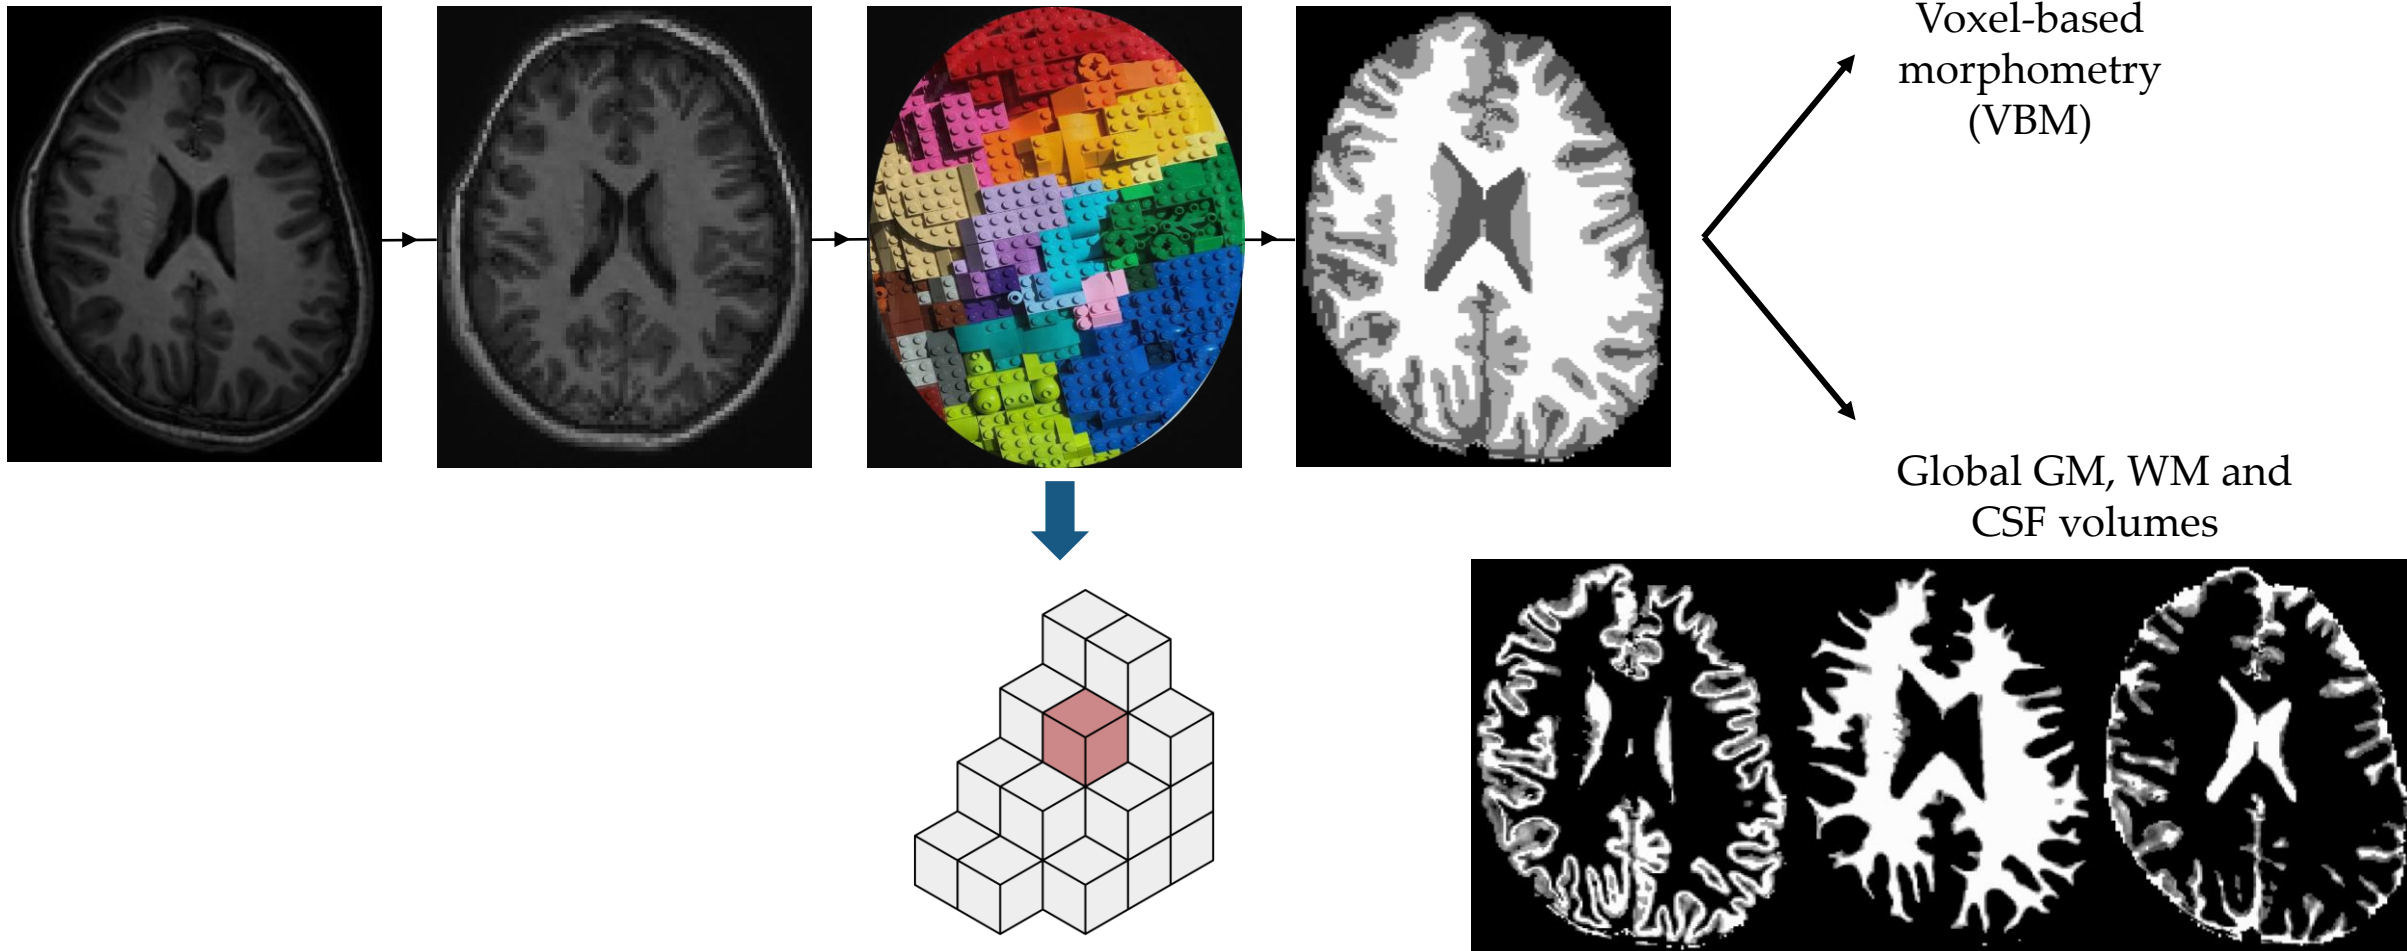 Voxel-based
morphometry
(VBM)
Global GM, WM and
CSF volumes